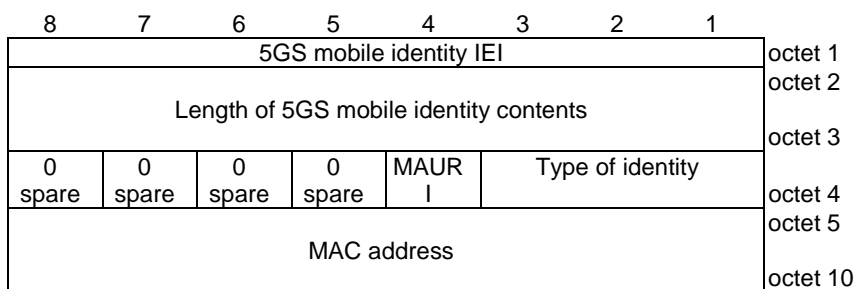 8 7 6 5 4 3 2 1
5GS mobile identity IEI octet 1
octet 2
Length of 5GS mobile identity contents
octet 3
0 0 0 0 MAUR Type of identity
spare spare spare spare I octet 4
octet 5
MAC address
octet 10